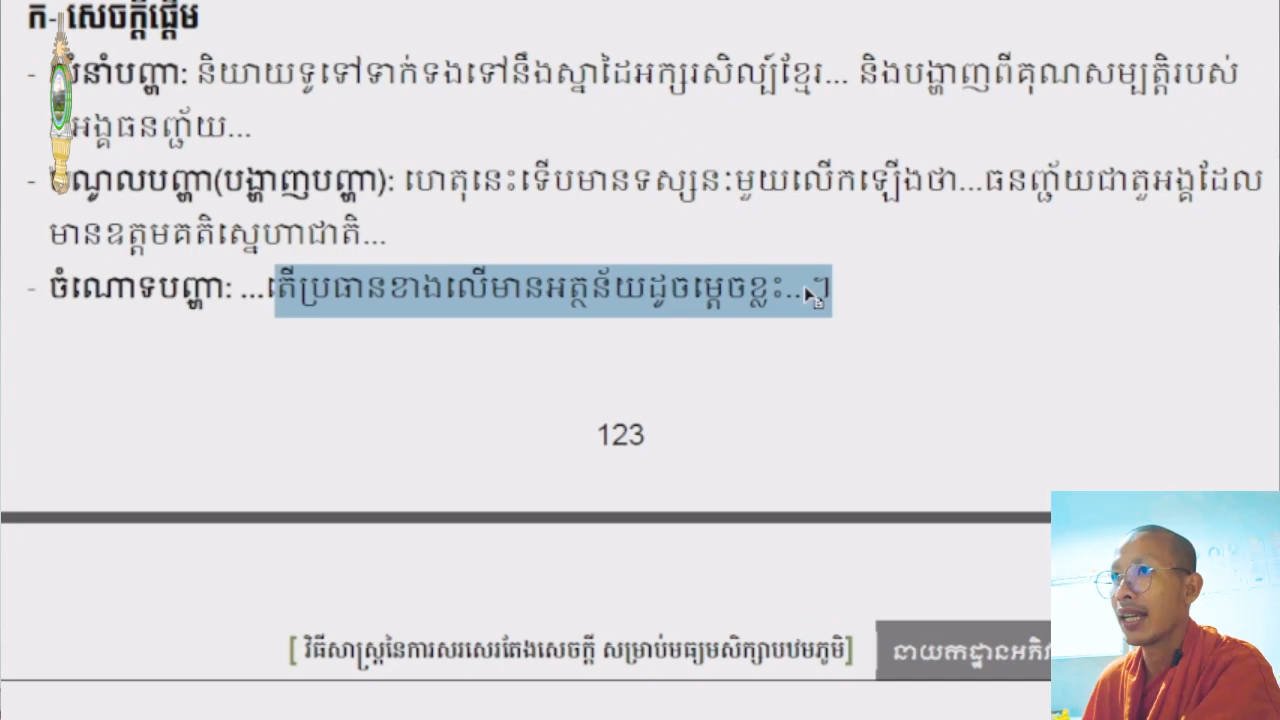 ក- សេចក្តីផ្តើម
- លំនាំបញ្ហា: និយាយទូទៅទាក់ទងទៅនឹងស្នាដៃអក្សរសិល្ប៍ខ្មែរ... និងបង្ហាញពីគុណសម្បត្តិរបស់
អង្គធនញ្ជ័យ...
- ចំណូលបញ្ហា(បង្ហាញបញ្ហា): ហេតុនេះទើបមានទស្សនៈមួយលើកឡើងថា...ធនញ្ជ័យជាតួអង្គដែល
មានឧត្តមគតិស្នេហាជាតិ...
- ចំណោទបញ្ហា: ...តើប្រធានខាងលើមានអត្ថន័យដូចម្តេចខ្លះ...ៗ
123
[ វិធីសាស្រ្តនៃការសរសេរតែងសេចក្តី សម្រាប់មធ្យមសិក្សាបឋមភូមិ]